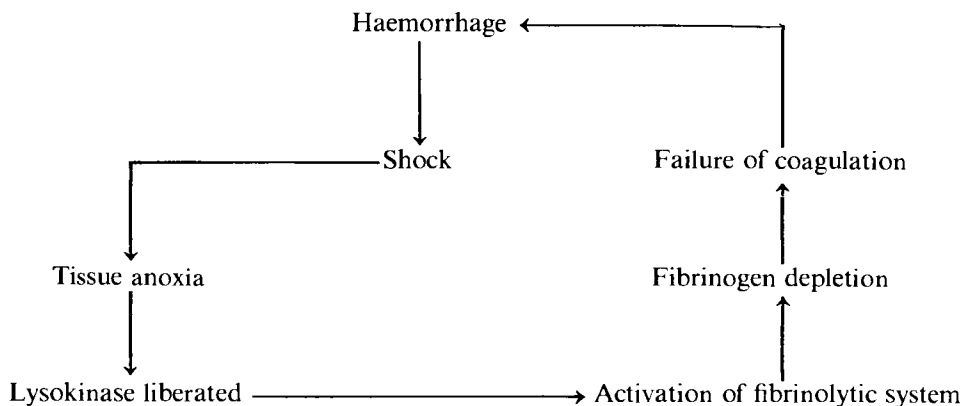 Haemorrhage
Shock
Failure of coagulation
Tissue anoxia
Fibrinogen depletion
Lysokinase liberated
Activation of fibrinolytic system